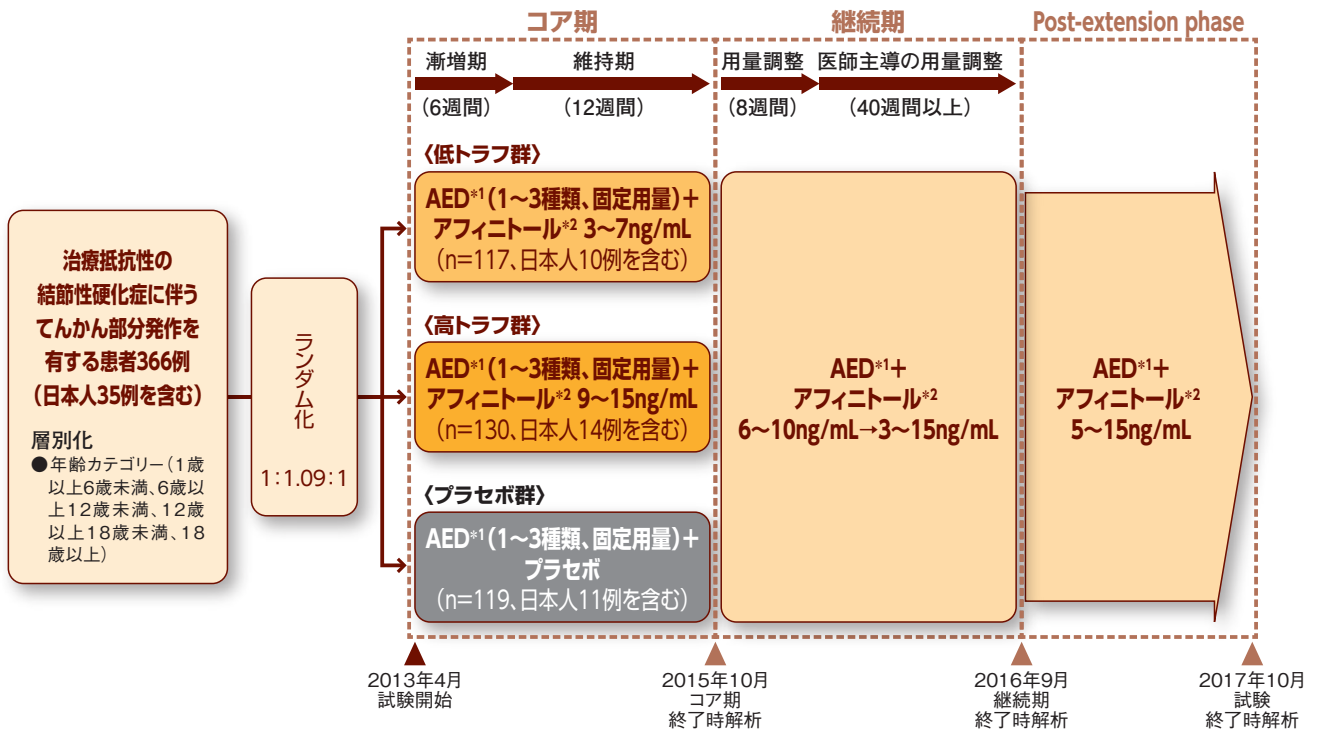 コア期
継続期
Post-extension phase
漸増期
維持期
用量調整
医師主導の用量調整
(6週間)
(12週間)
(8週間)
(40週間以上)
治療抵抗性の
結節性硬化症に伴う
てんかん部分発作を
有する患者366例
(日本人35例を含む)
層別化
●年齢カテゴリー(1歳
以上6歳未満、6歳以
上12歳未満、12歳
以上18歳未満、18
歳以上)
ランダム化
1:1.09:1
〈低トラフ群〉
AED*1(1~3種類、固定用量)+
アフィニトール*2 3~7ng/mL
(n=117、日本人10例を含む)
〈高トラフ群〉
AED*1(1~3種類、固定用量)+
アフィニトール*2 9~15ng/mL
(n=130、日本人14例を含む)
〈プラセボ群〉
AED*1(1~3種類、固定用量)+
プラセボ
(n=119、日本人11例を含む)
AED*1+
アフィニトール*2
6~10ng/mL→3~15ng/mL
AED*1+
アフィニトール*2
5~15ng/mL
2013年4月
試験開始
2015年10月
コア期
終了時解析
2016年9月
継続期
終了時解析
2017年10月
試験
終了時解析